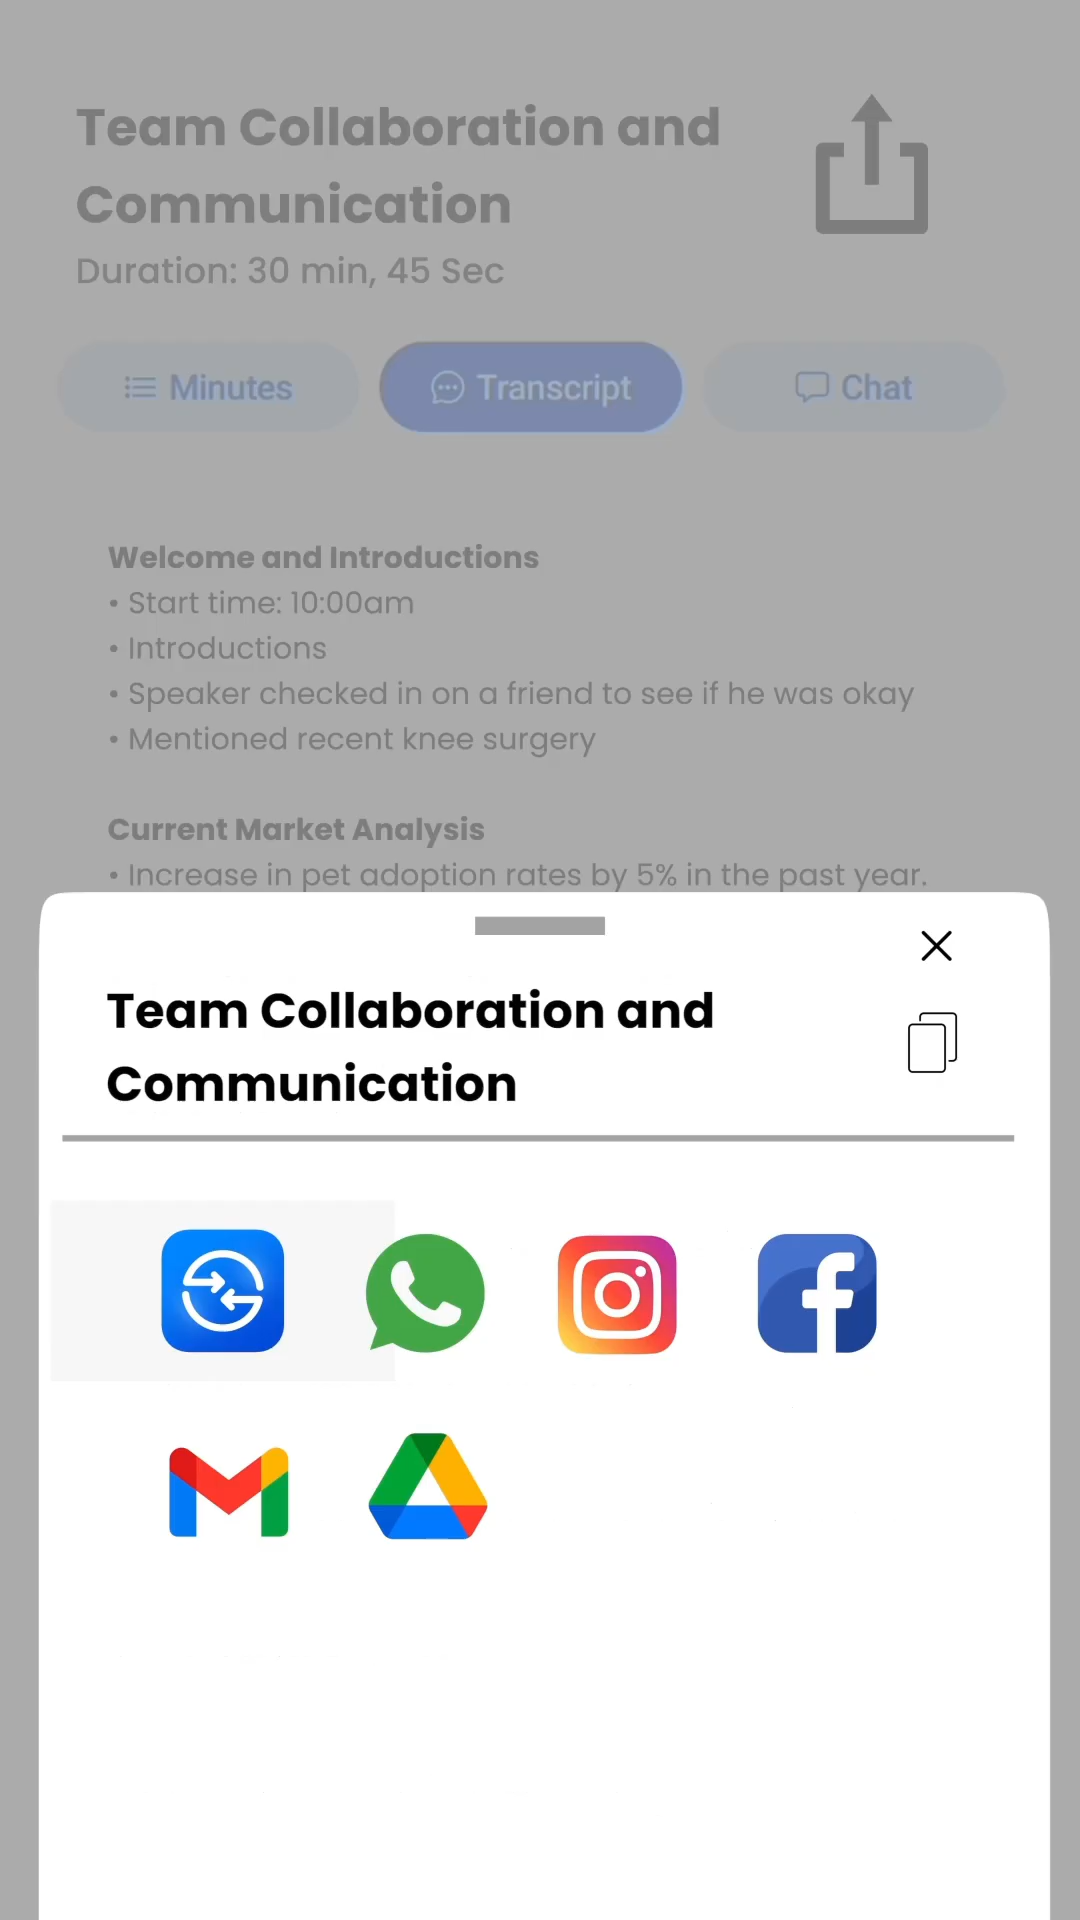 Team Collaboration and
Communication
Duration: 30 min, 45 Sec
Minutes
Transcript
Chat
Welcome and Introductions
• Start time: 10:00am
• Introductions
• Speaker checked in on a friend to see if he was okay
• Mentioned recent knee surgery
Current Market Analysis
• Increase in pet adoption rates by 5% in the past year.
Team Collaboration and
Communication